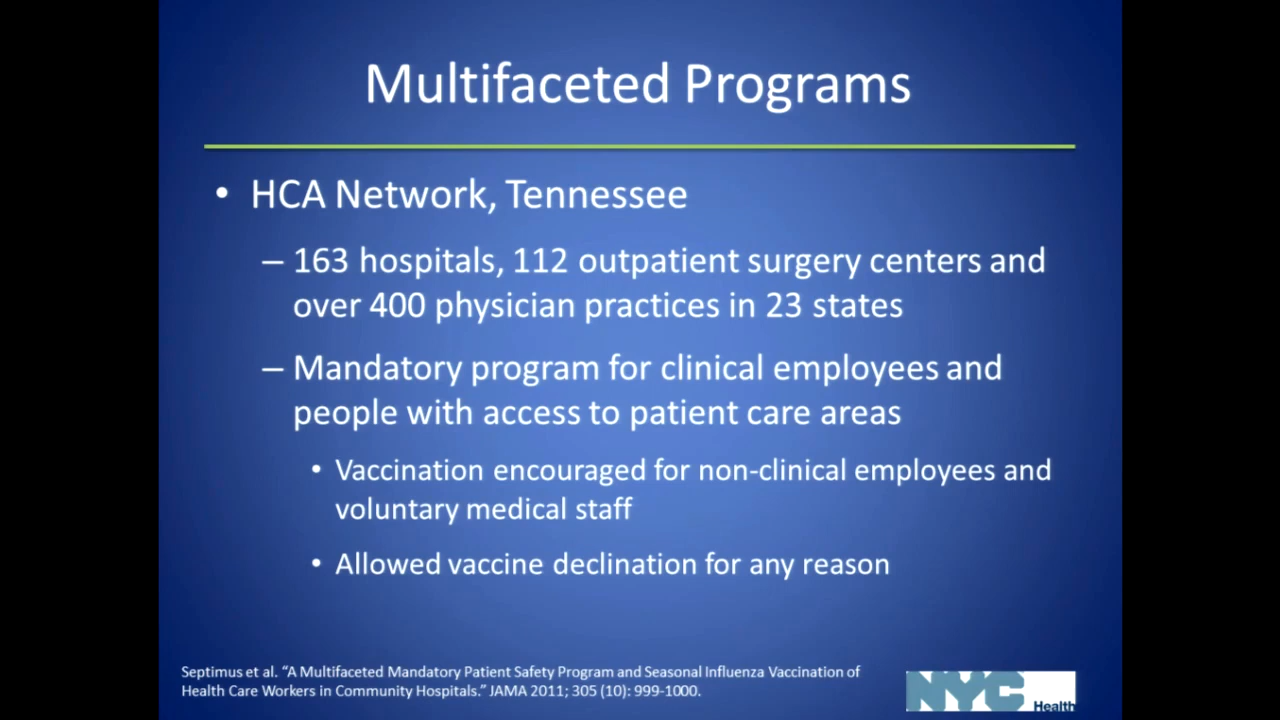 Multifaceted Programs
• HCA Network, Tennessee
– 163 hospitals, 112 outpatient surgery centers and
over 400 physician practices in 23 states
– Mandatory program for clinical employees and
people with access to patient care areas
• Vaccination encouraged for non-clinical employees and
voluntary medical staff
• Allowed vaccine declination for any reason
Septimus et al. “A Multifaceted Mandatory Patient Safety Program and Seasonal Influenza Vaccination of
Health Care Workers in Community Hospitals.” JAMA 2011; 305 (10): 999-1000.
NYC
Health